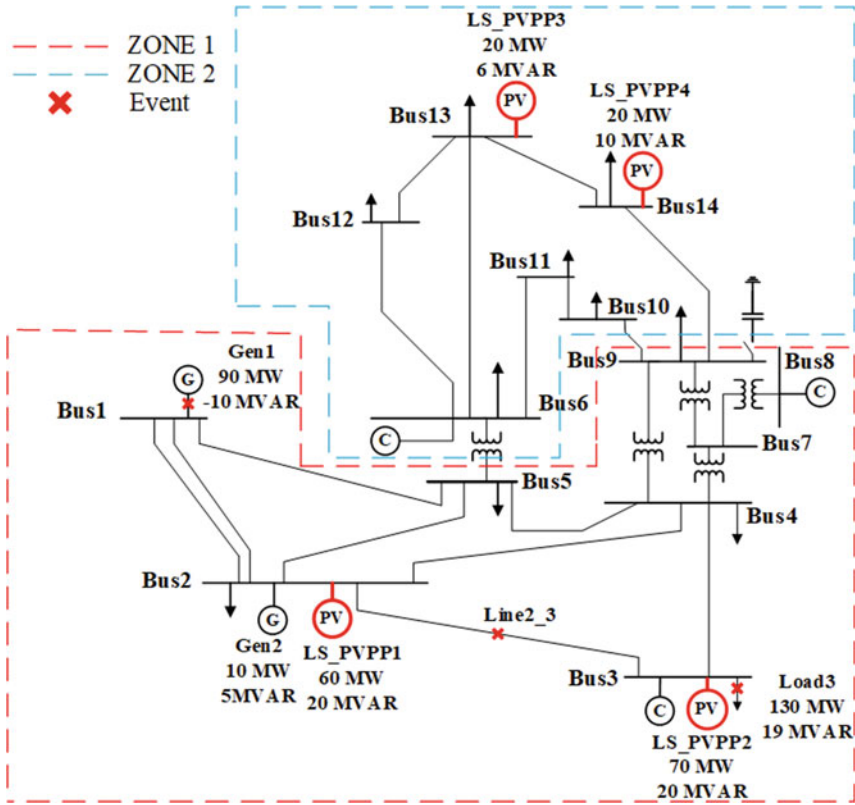 ZONE 1
ZONE 2
Event
LS_PVPP3
20 MW
6 MVAR
PV
Bus13
LS_PVPP4
20 MW
10 MVAR
PV
Bus14
Bus12
Bus11
Bus10
Gen1
90 MW
-10 MVAR
G
Bus1
Bus9
Bus8
C
Bus6
C
Bus7
Bus5
Bus4
Bus2
G
Gen2
10 MW
5MVAR
PV
LS_PVPP1
60 MW
20 MVAR
Line2_3
Bus3
C
PV
LS_PVPP2
70 MW
20 MVAR
Load3
130 MW
19 MVAR